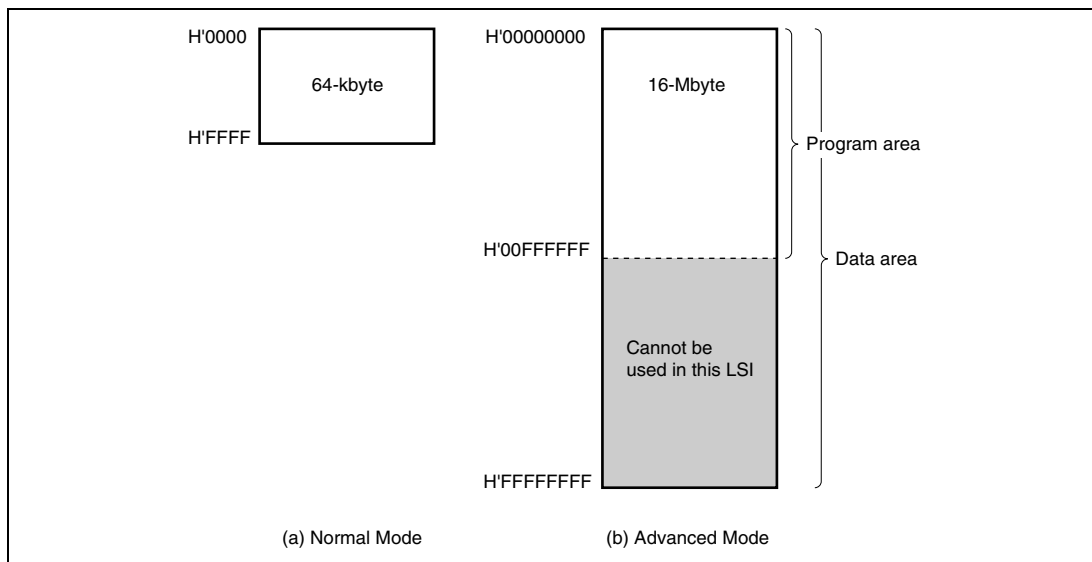 H'0000
64-kbyte
H'FFFF
(a) Normal Mode
H'00000000
16-Mbyte
Program area
H'00FFFFFF
Data area
Cannot be
used in this LSI
H'FFFFFFFF
(b) Advanced Mode